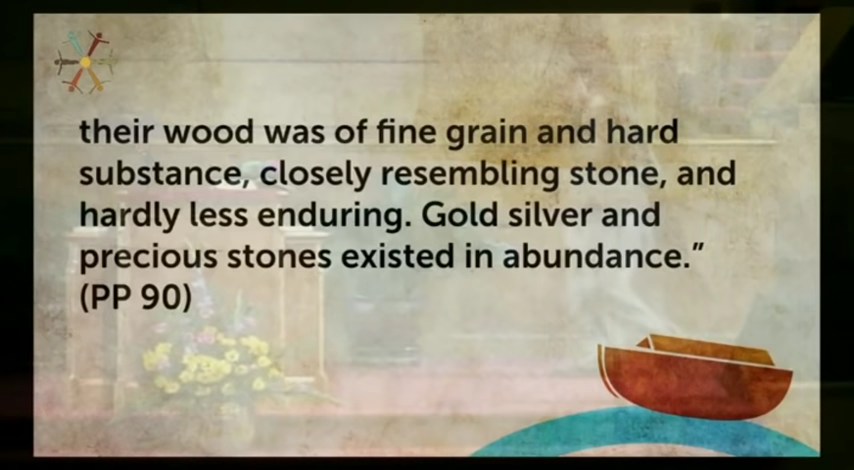 their wood was of fine grain and hard
substance, closely resembling stone, and
hardly less enduring. Gold silver and
precious stones existed in abundance.”
(PP 90)